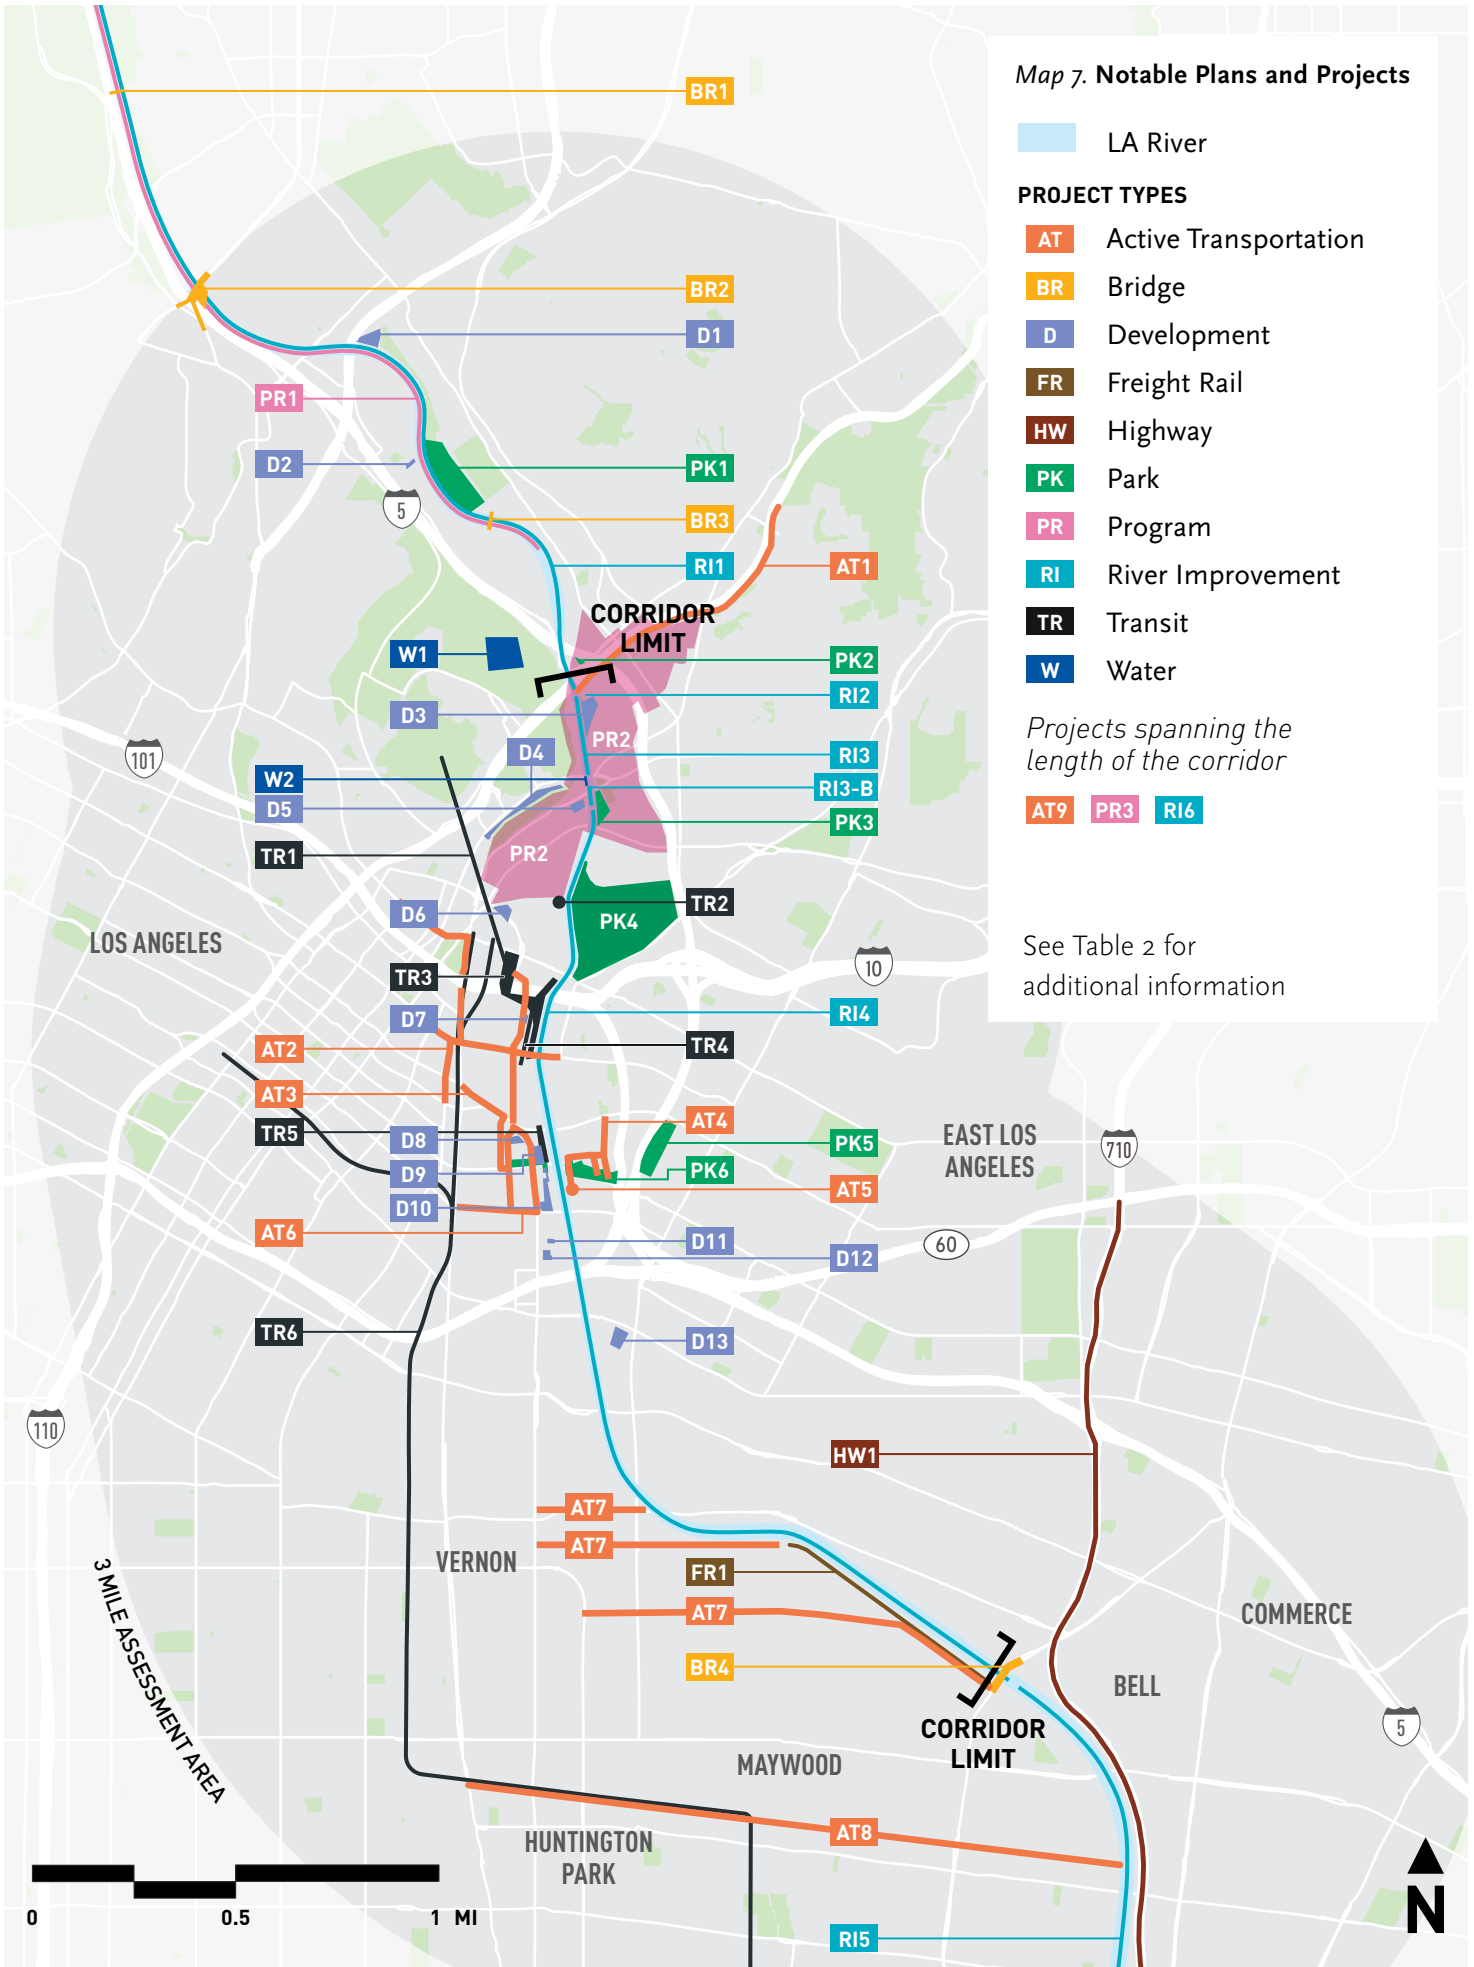 Map 7. Notable Plans and Projects
LA River
PROJECT TYPES
AT Active Transportation
BR Bridge
D Development
FR Freight Rail
HW Highway
PK Park
PR Program
RI River Improvement
TR Transit
W Water
Projects spanning the
length of the corridor
AT9 PR3 RI6
See Table 2 for
additional information
BR1
BR2
D1
PR1
D2
PK1
5
BR3
RI1
AT1
CORRIDOR
LIMIT
W1
PK2
RI2
D3
PR2
D4
101
RI3
W2
RI3-B
D5
PK3
TR1
PR2
TR2
D6
PK4
LOS ANGELES
10
TR3
RI4
D7
TR4
AT2
AT3
AT4
TR5
D8
PK5
EAST LOS
ANGELES
710
D9
PK6
AT5
D10
AT6
D11
60
D12
TR6
D13
110
HW1
AT7
AT7
VERNON
FR1
AT7
COMMERCE
BR4
BELL
3 MILE ASSESSMENT AREA
5
CORRIDOR
LIMIT
MAYWOOD
AT8
HUNTINGTON
PARK
0 0.5 1 MI
N
RI5